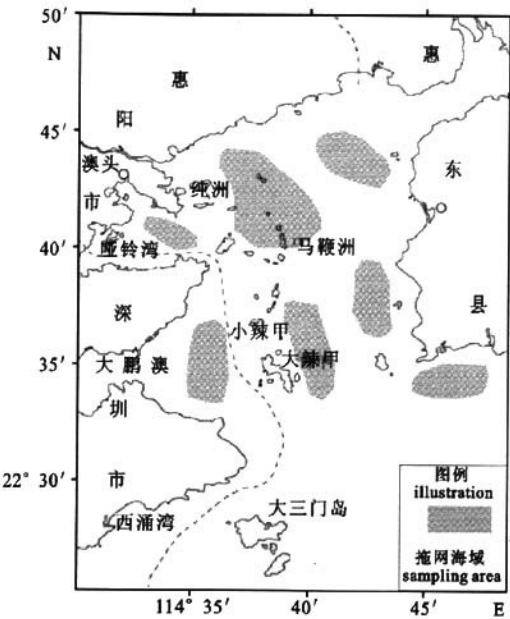 50′
N
惠
惠
阳
45′
澳头
纯洲
东
市
哑铃湾
马鞭洲
40′
深
小辣甲
县
大鹏澳
大辣甲
35′
圳
22° 30′
市
西涌湾
大三门岛
图例
illustration
拖网海域
sampling area
114° 35′
40′
45′
E